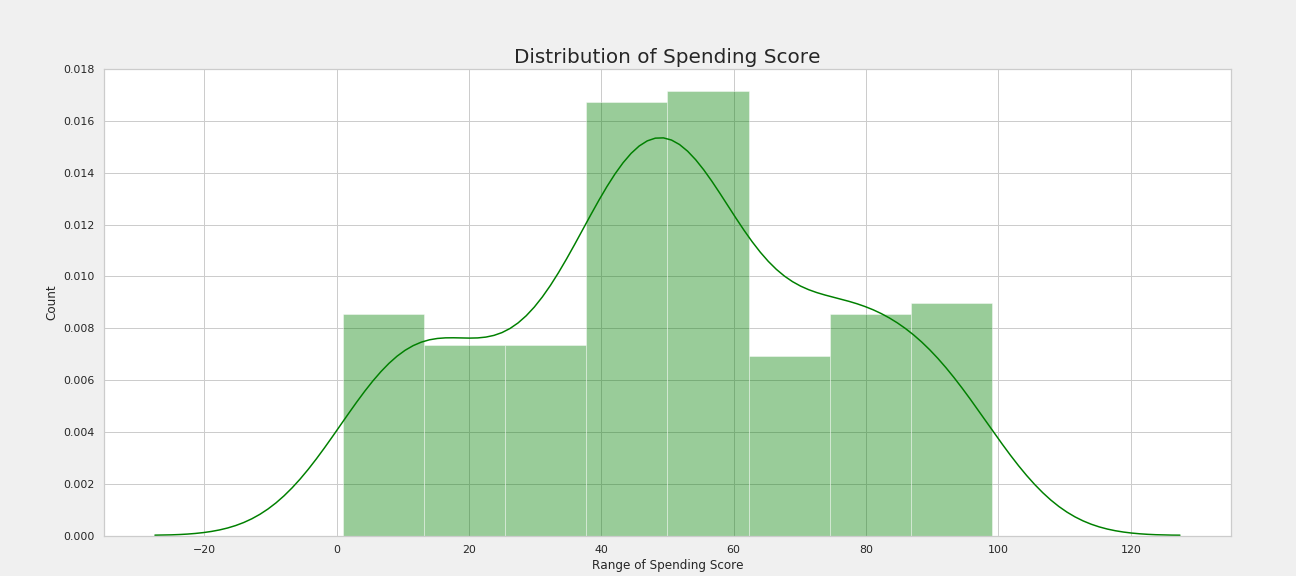 Distribution of Spending Score
0.018
0.016
0.014
0.012
0.010
0.008
0.006
0.004
0.002
0.000
Count
−20 0 20 40 60 80 100 120
Range of Spending Score